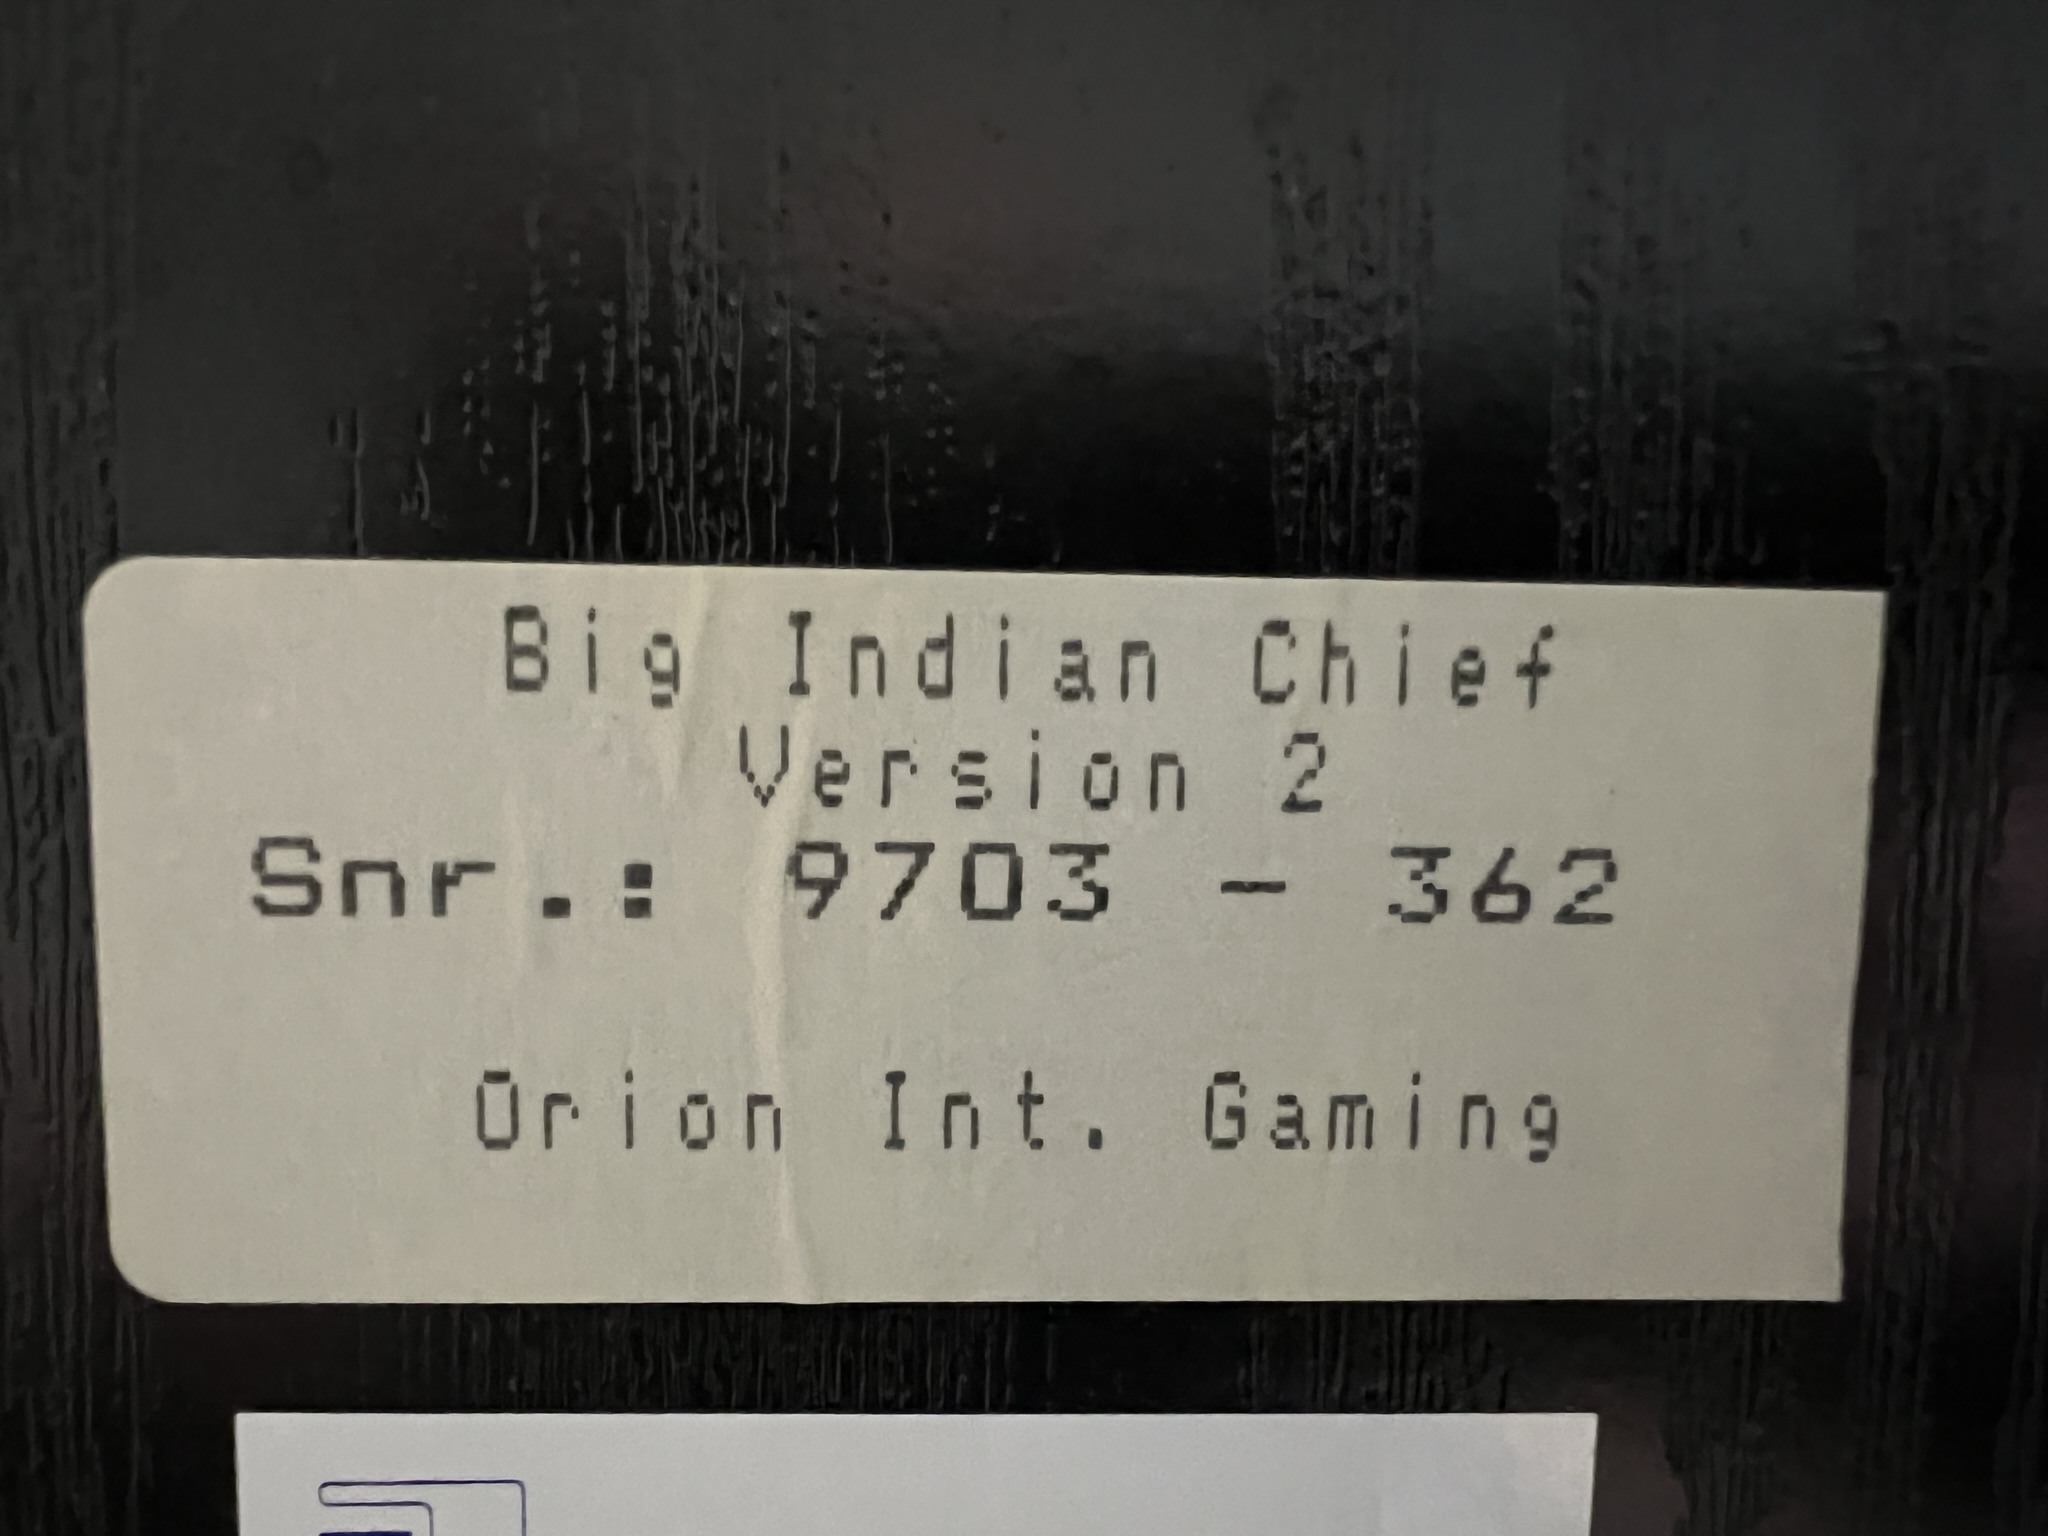 Big Indian Chief
Version 2
Snr.: 9703 - 362
Orion Int. Gaming